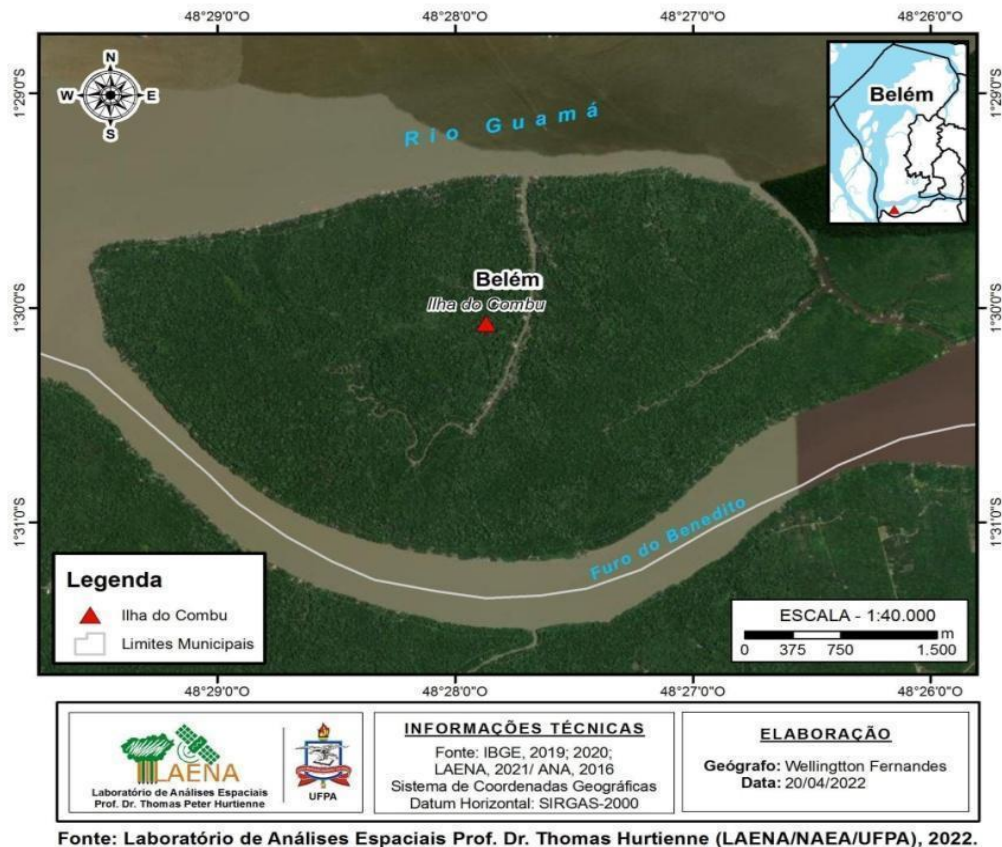 48°29'0"O 48°28'0"O 48°27'0"O 48°26'0"O
1°29'0"S
1°29'0"S
N
W E
S
Rio Guamá
Belém
Belém
Ilha do Combu
1°30'0"S
1°30'0"S
1°31'0"S
1°31'0"S
Furo do Benedito
Legenda
Ilha do Combu
Limites Municipais
ESCALA - 1:40.000
m
0 375 750 1.500
48°29'0"O 48°28'0"O 48°27'0"O 48°26'0"O
LAENA
Laboratório de Análises Espaciais
Prof. Dr. Thomas Peter Hurtienne
UFPA
INFORMAÇÕES TÉCNICAS
Fonte: IBGE, 2019; 2020;
LAENA, 2021/ ANA, 2016
Sistema de Coordenadas Geográficas
Datum Horizontal: SIRGAS-2000
ELABORAÇÃO
Geógrafo: Wellingtton Fernandes
Data: 20/04/2022
Fonte: Laboratório de Análises Espaciais Prof. Dr. Thomas Hurtienne (LAENA/NAEA/UFPA), 2022.